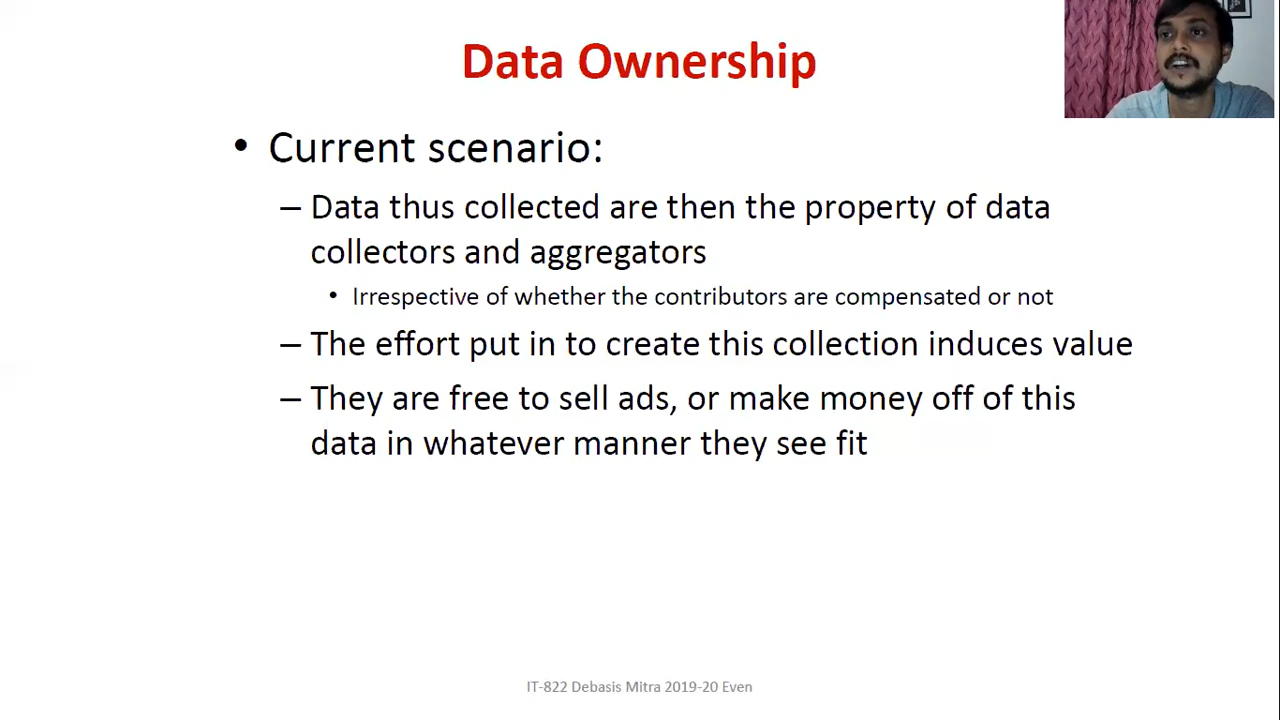 Data Ownership
• Current scenario:
– Data thus collected are then the property of data
collectors and aggregators
• Irrespective of whether the contributors are compensated or not
– The effort put in to create this collection induces value
– They are free to sell ads, or make money off of this
data in whatever manner they see fit
IT-822 Debasis Mitra 2019-20 Even